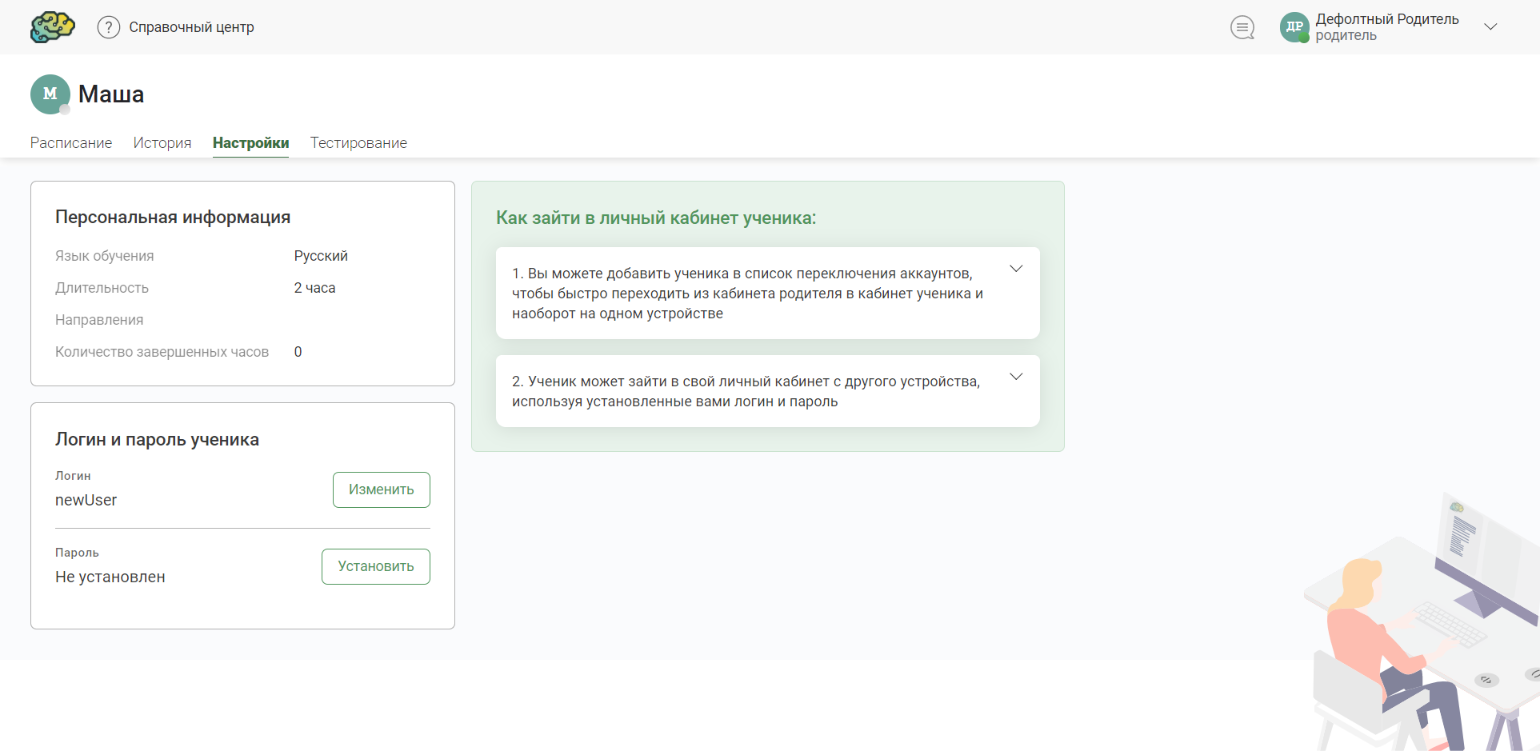 ? Справочный центр
ДР Дефолтный Родитель
родитель
М Маша
Расписание История Настройки Тестирование
Персональная информация
Язык обучения Русский
Длительность 2 часа
Направления
Количество завершенных часов 0
Логин и пароль ученика
Логин
newUser
Изменить
Пароль
Не установлен
Установить
Как зайти в личный кабинет ученика:
1. Вы можете добавить ученика в список переключения аккаунтов,
чтобы быстро переходить из кабинета родителя в кабинет ученика и
наоборот на одном устройстве
2. Ученик может зайти в свой личный кабинет с другого устройства,
используя установленные вами логин и пароль